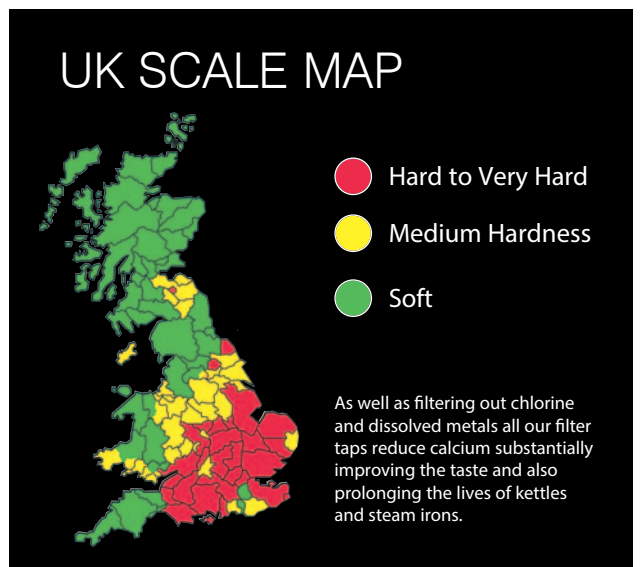 UK SCALE MAP
Hard to Very Hard
Medium Hardness
Soft
As well as filtering out chlorine
and dissolved metals all our filter
taps reduce calcium substantially
improving the taste and also
prolonging the lives of kettles
and steam irons.